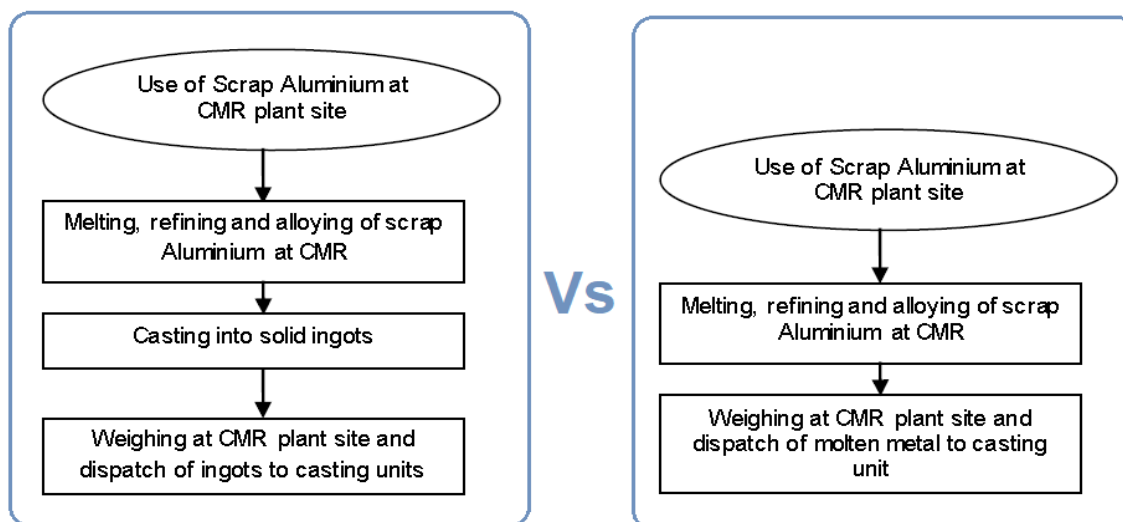 Use of Scrap Aluminium at
CMR plant site
Melting, refining and alloying of scrap
Aluminium at CMR
Casting into solid ingots
Weighing at CMR plant site and
dispatch of ingots to casting units
Vs
Use of Scrap Aluminium at
CMR plant site
Melting, refining and alloying of scrap
Aluminium at CMR
Weighing at CMR plant site and
dispatch of molten metal to casting
unit